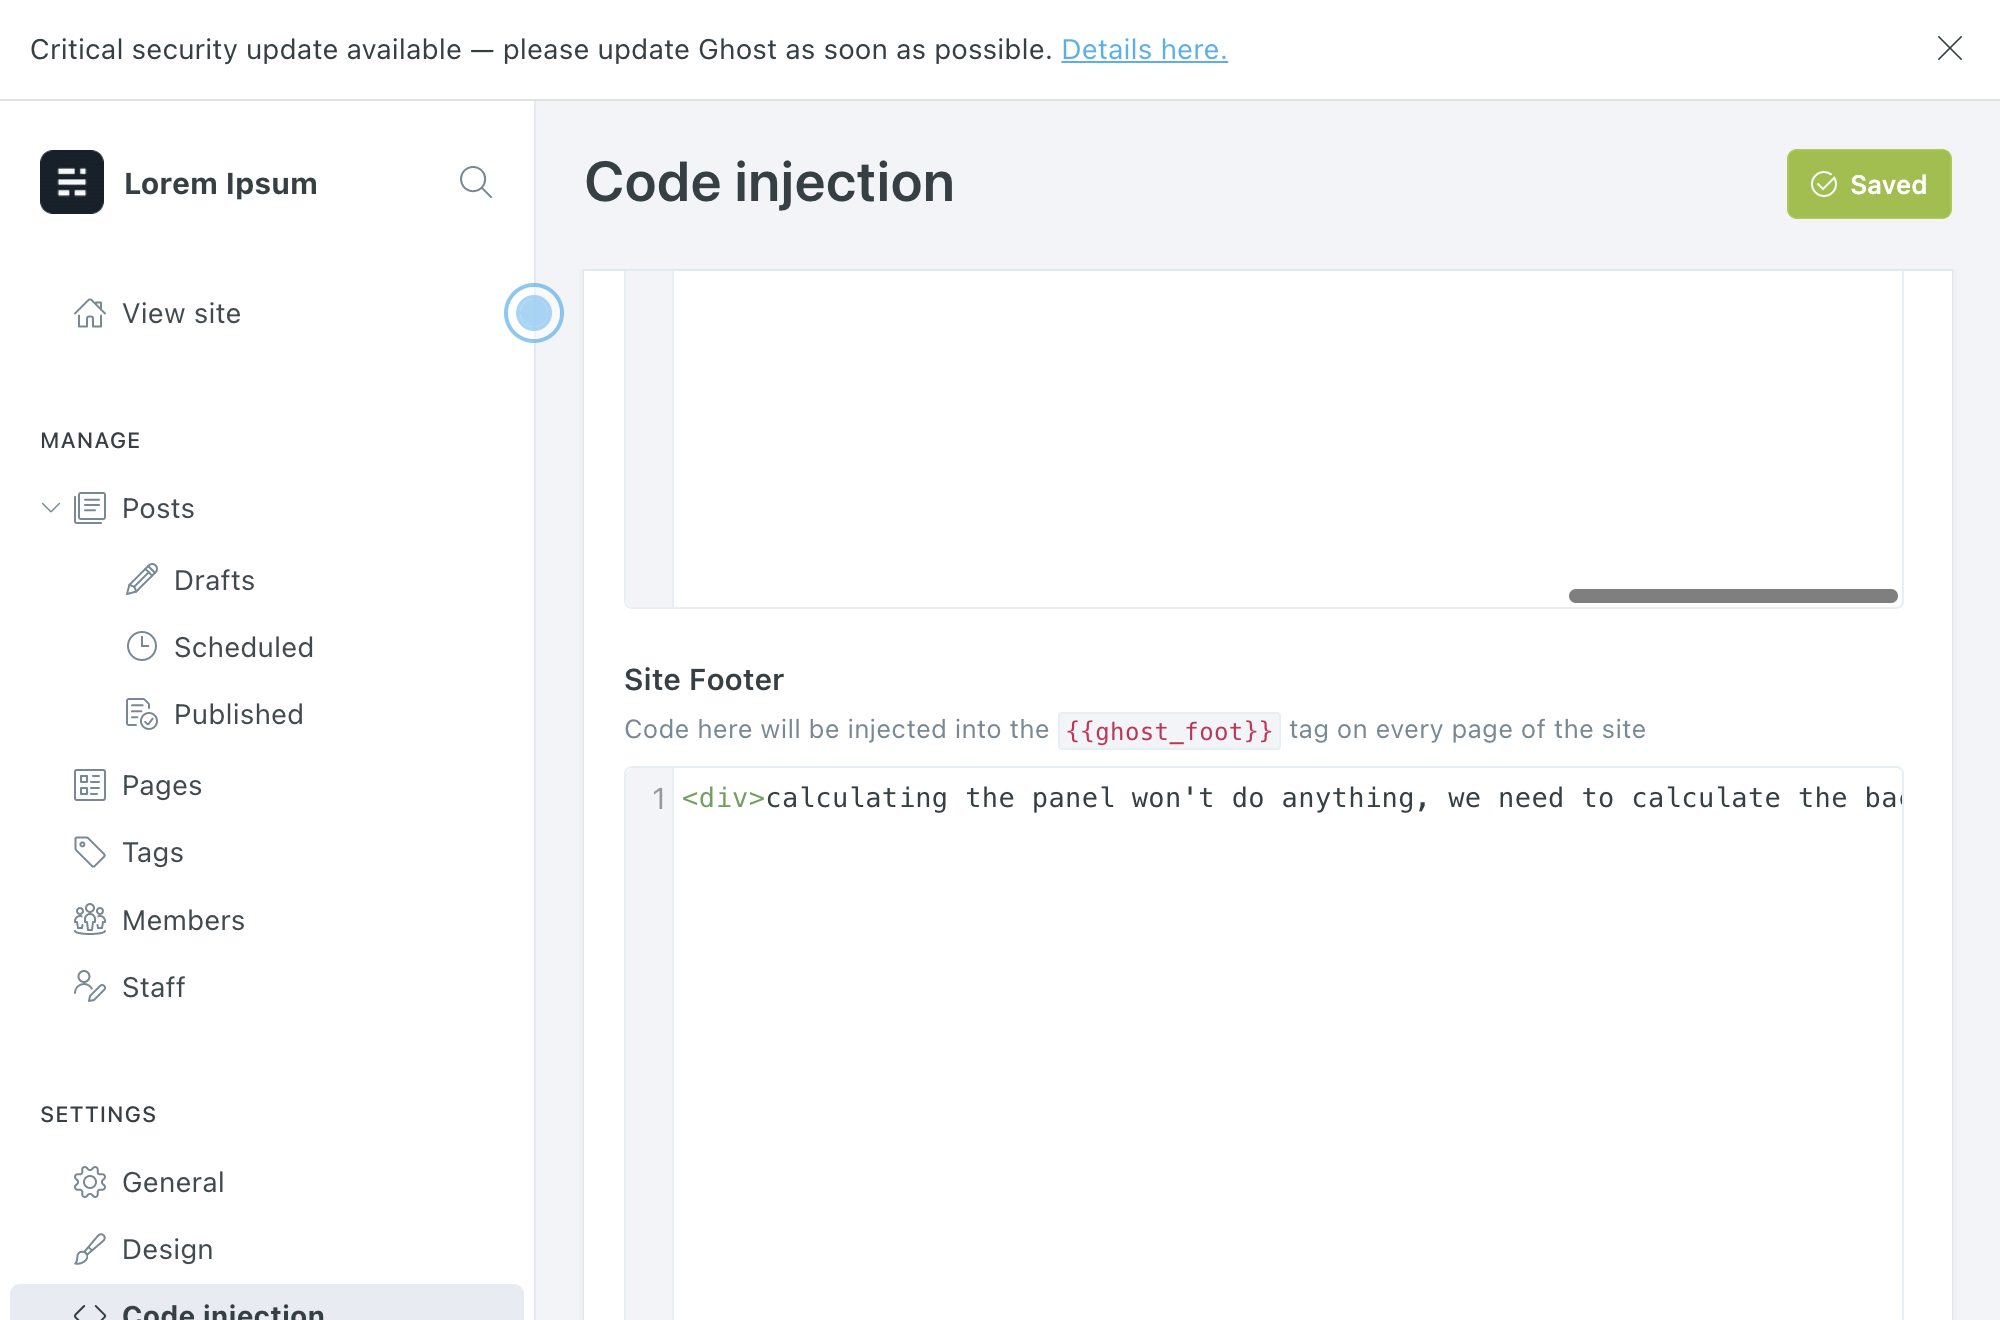 Critical security update available — please update Ghost as soon as possible. Details here.
Lorem Ipsum
View site
MANAGE
Posts
Drafts
Scheduled
Published
Pages
Tags
Members
Staff
SETTINGS
General
Design
Code injection
Code injection
Saved
Site Footer
Code here will be injected into the {{ghost_foot}} tag on every page of the site
1 <div>calculating the panel won't do anything, we need to calculate the